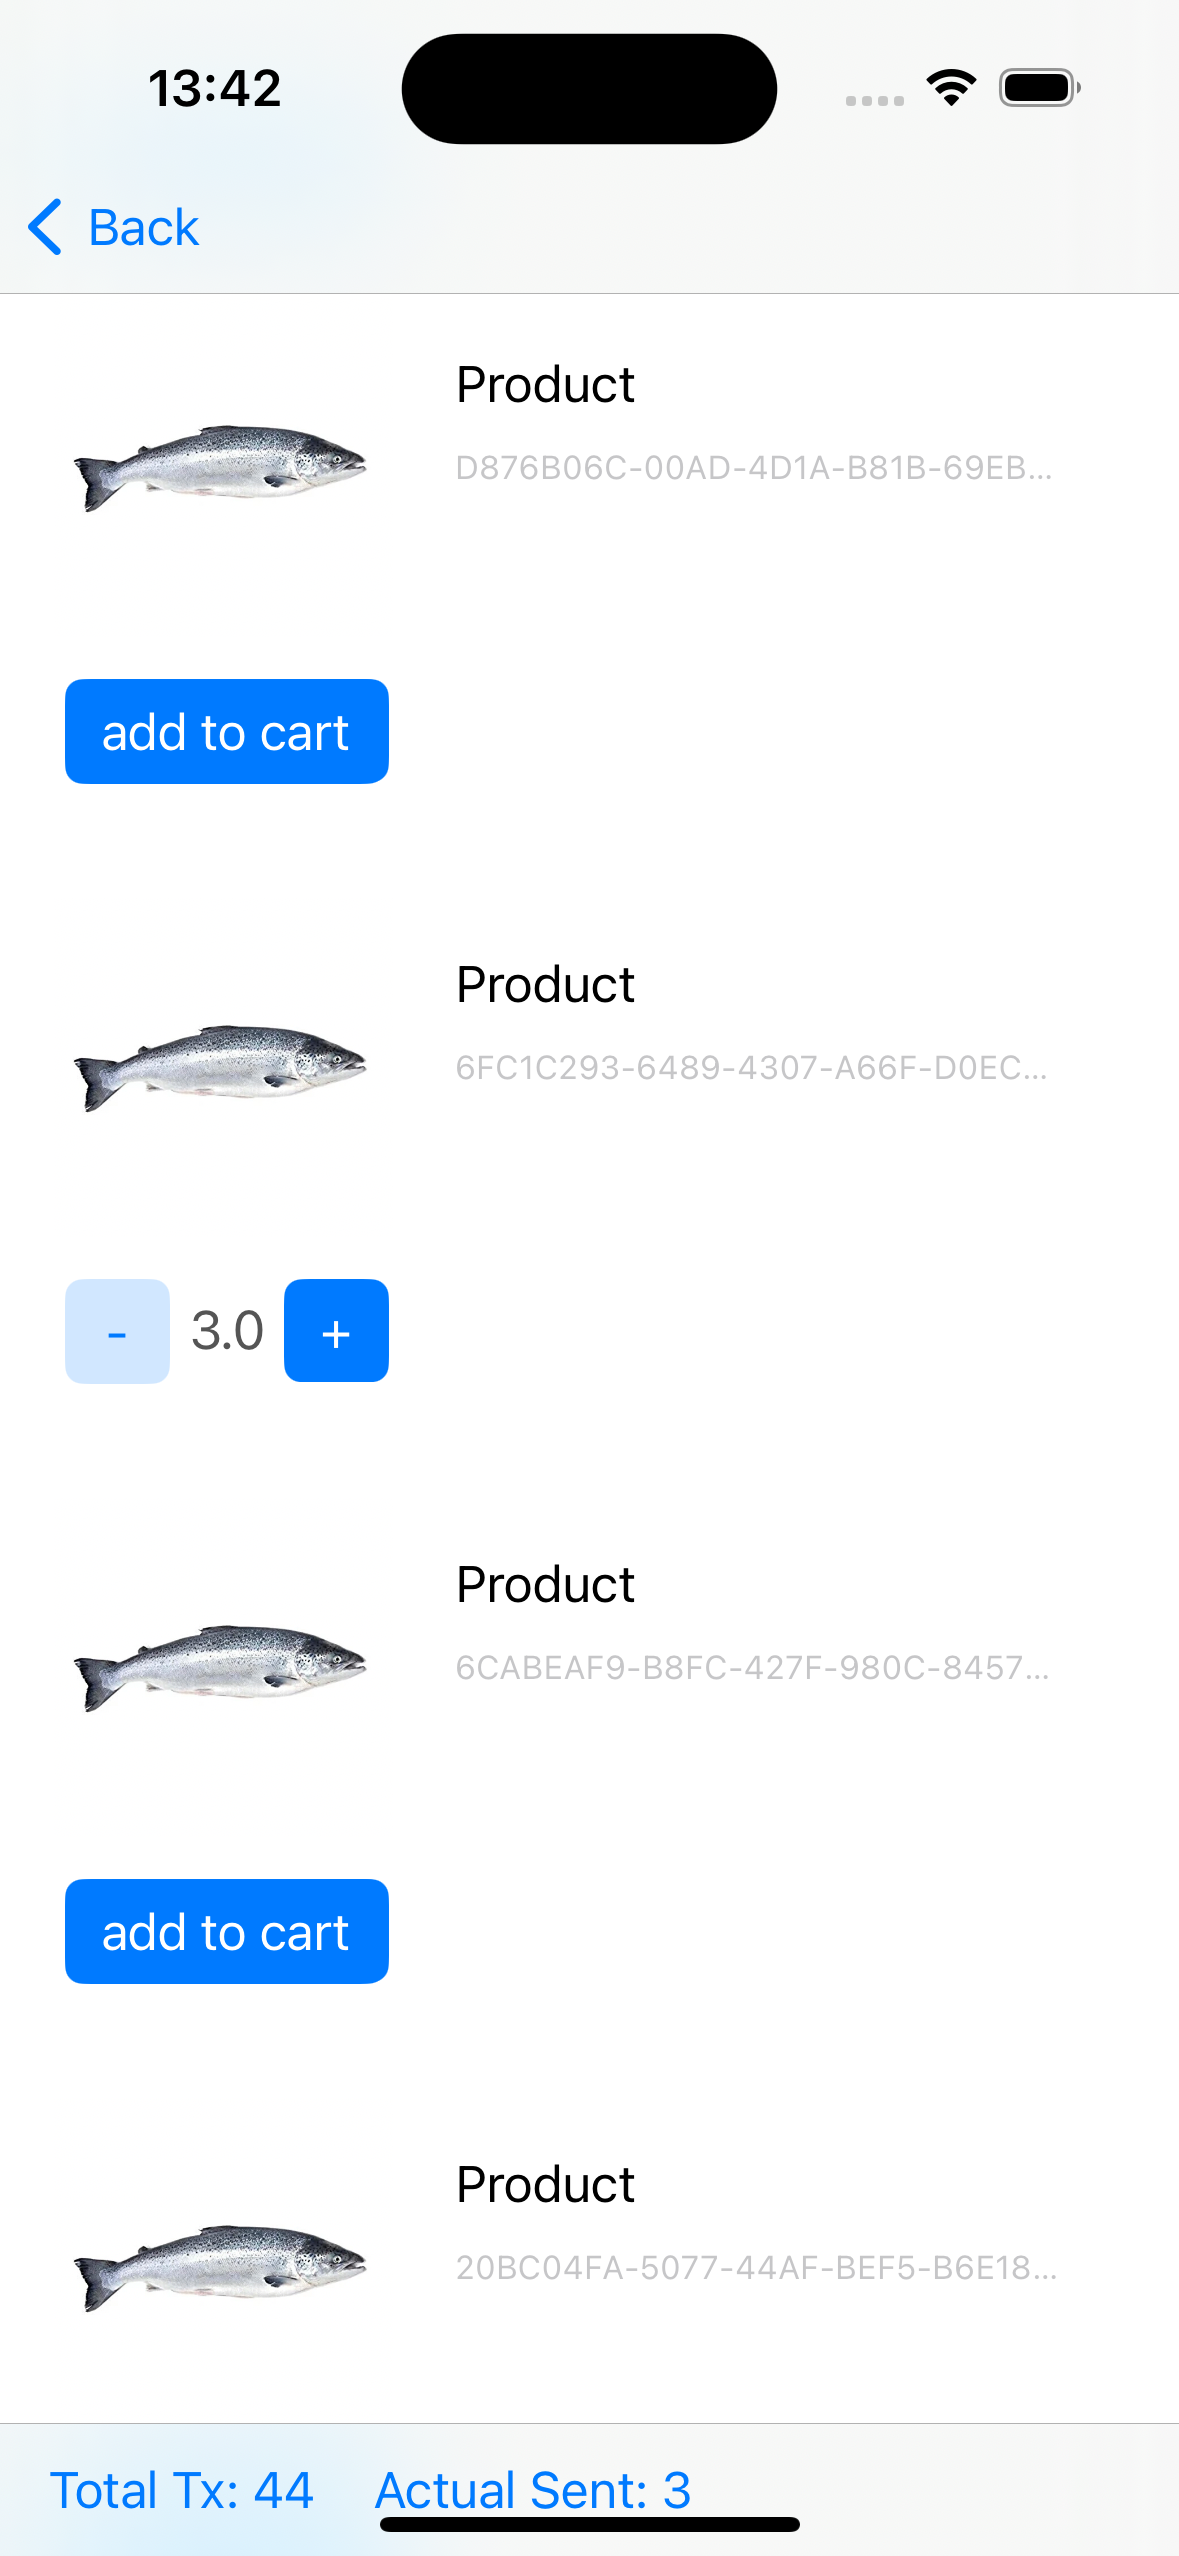 13:42
Back
Product
D876B06C-00AD-4D1A-B81B-69EB...
add to cart
Product
6FC1C293-6489-4307-A66F-D0EC...
- 3.0 +
Product
6CABEAF9-B8FC-427F-980C-8457...
add to cart
Product
20BC04FA-5077-44AF-BEF5-B6E18...
Total Tx: 44 Actual Sent: 3